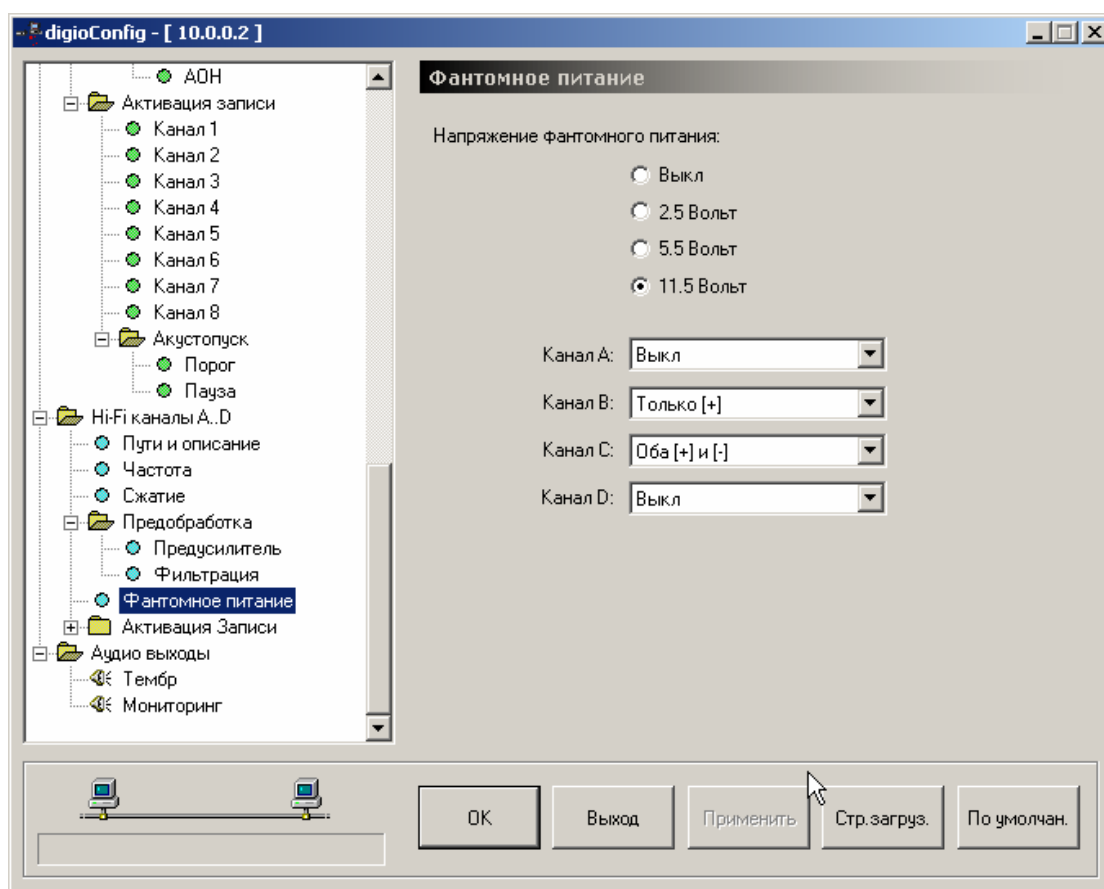 digioConfig - [ 10.0.0.2 ]
АОН
Активация записи
Канал 1
Канал 2
Канал 3
Канал 4
Канал 5
Канал 6
Канал 7
Канал 8
Акустопуск
Порог
Пауза
Hi-Fi каналы A..D
Пути и описание
Частота
Сжатие
Предобработка
Предусилитель
Фильтрация
Фантомное питание
Активация Записи
Аудио выходы
Тембр
Мониторинг
Фантомное питание
Напряжение фантомного питания:
Выкл
2.5 Вольт
5.5 Вольт
11.5 Вольт
Канал A: Выкл
Канал B: Только [+]
Канал C: Оба [+] и [-]
Канал D: Выкл
OK Выход Применить Стр.загруз. По умолчан.